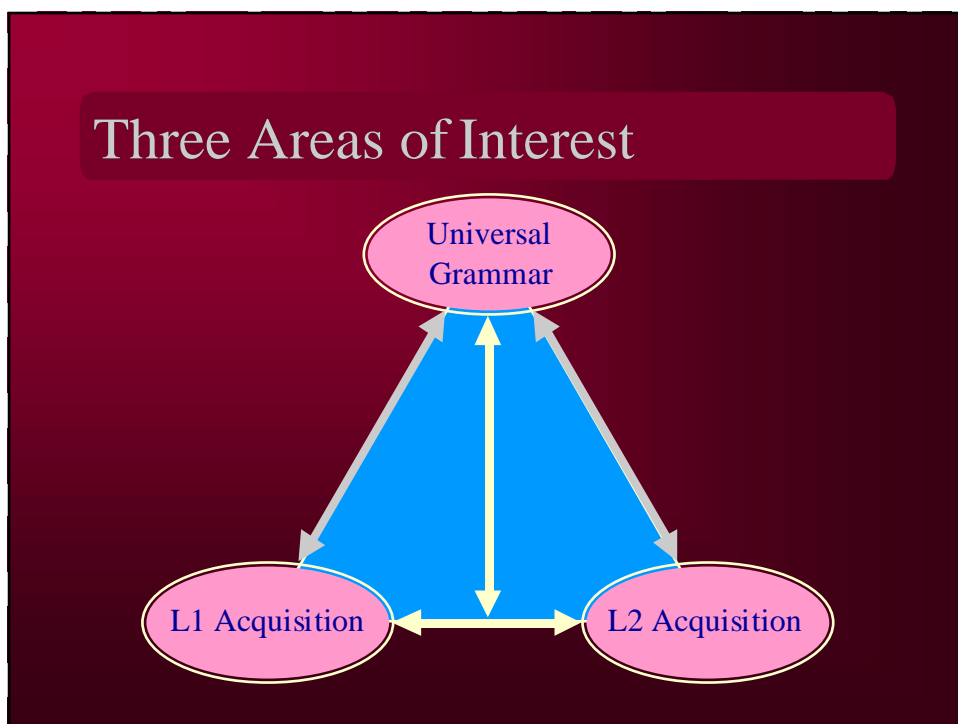 Three Areas of Interest
Universal
Grammar
L1 Acquisition
L2 Acquisition